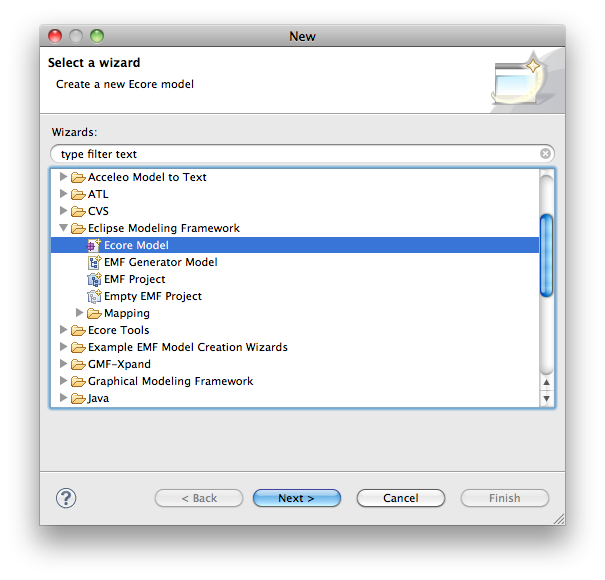 New
Select a wizard
Create a new Ecore model
Wizards:
type filter text
Acceleo Model to Text
ATL
CVS
Eclipse Modeling Framework
Ecore Model
EMF Generator Model
EMF Project
Empty EMF Project
Mapping
Ecore Tools
Example EMF Model Creation Wizards
GMF-Xpand
Graphical Modeling Framework
Java
? < Back Next > Cancel Finish